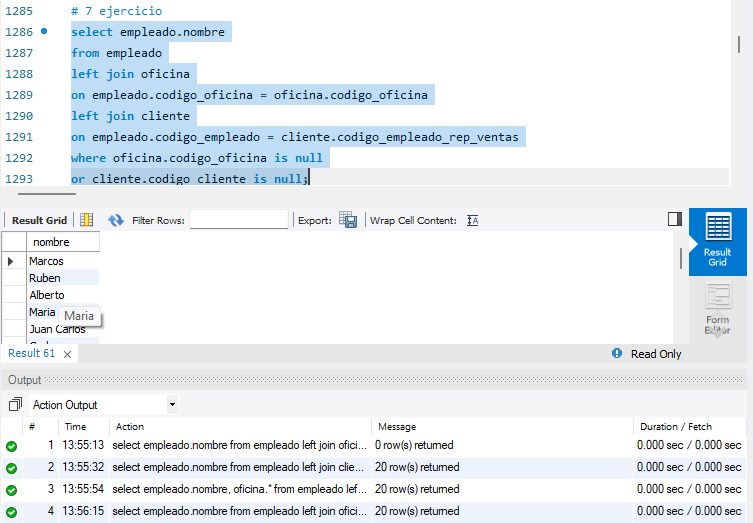 1285 # 7 ejercicio
1286 select empleado.nombre
1287 from empleado
1288 left join oficina
1289 on empleado.codigo_oficina = oficina.codigo_oficina
1290 left join cliente
1291 on empleado.codigo_empleado = cliente.codigo_empleado_rep_ventas
1292 where oficina.codigo_oficina is null
1293 or cliente.codigo_cliente is null;
Result Grid Filter Rows: Export: Wrap Cell Content:
nombre
Marcos
Ruben
Alberto
Maria Maria
Juan Carlos
Result Grid
Form Editor
Result 61 Read Only
Output
Action Output
# Time Action Message Duration / Fetch
1 13:55:13 select empleado.nombre from empleado left join ofici... 0 row(s) returned 0.000 sec / 0.000 sec
2 13:55:32 select empleado.nombre from empleado left join clie... 20 row(s) returned 0.000 sec / 0.000 sec
3 13:55:54 select empleado.nombre, oficina.* from empleado lef... 20 row(s) returned 0.000 sec / 0.000 sec
4 13:56:15 select empleado.nombre from empleado left join ofici... 20 row(s) returned 0.000 sec / 0.000 sec